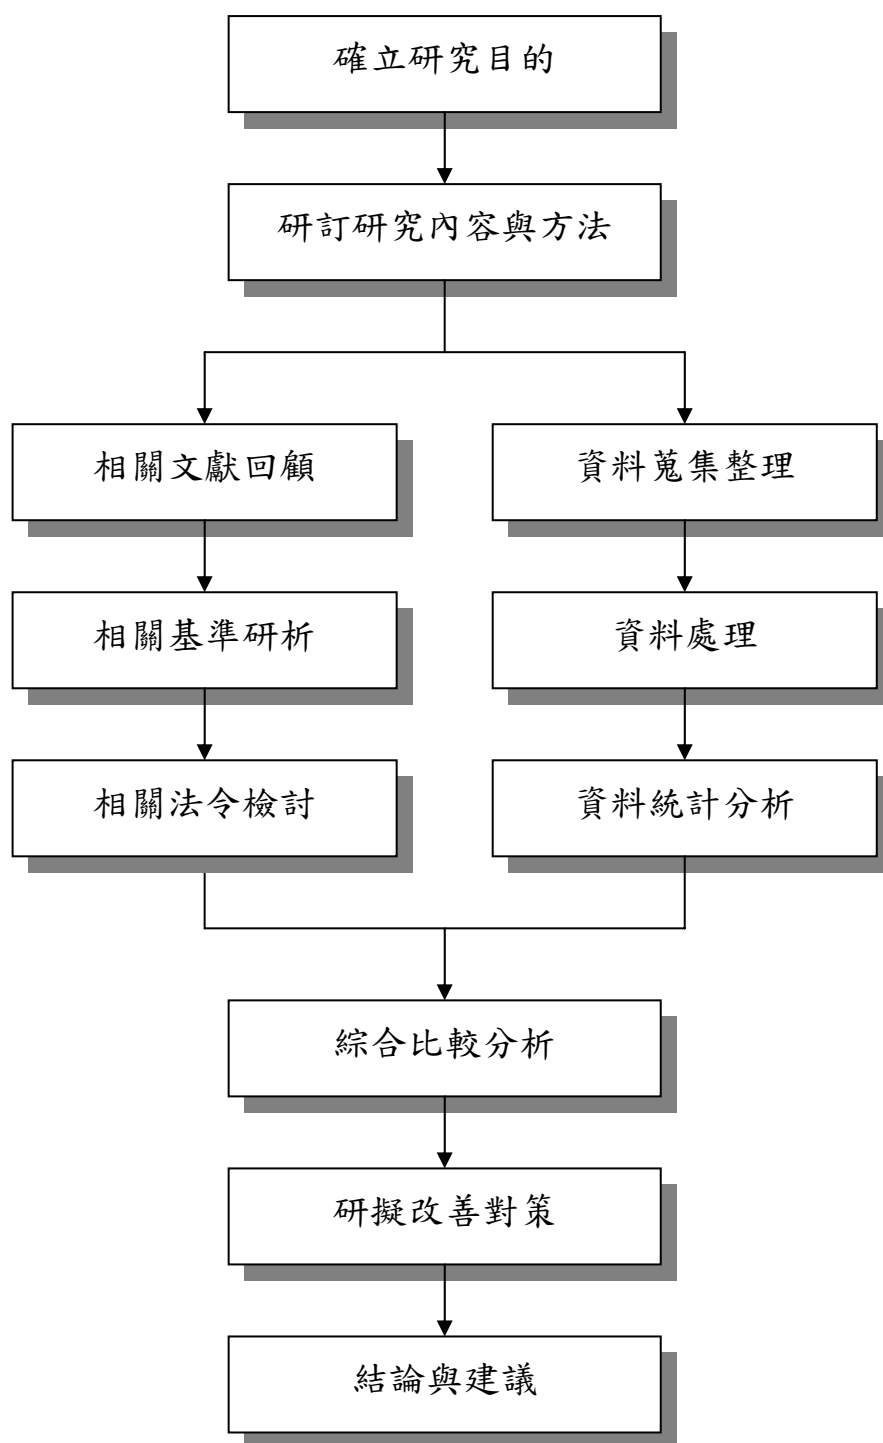 確立研究目的
研訂研究內容與方法
相關文獻回顧
資料蒐集整理
相關基準研析
資料處理
相關法令檢討
資料統計分析
綜合比較分析
研擬改善對策
結論與建議